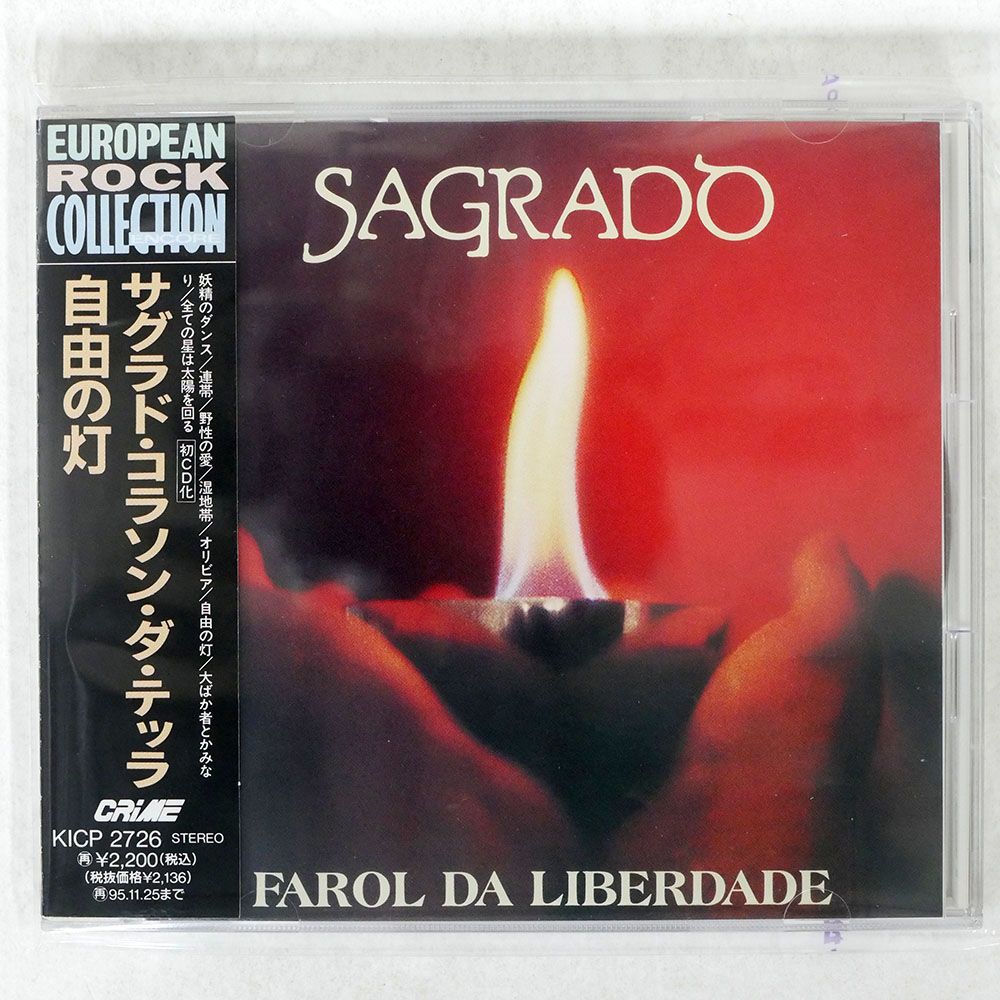 EUROPEAN
ROCK
COLLECTION
ENCORE
サグラド・コラソン・ダ・テッラ
自由の灯
妖精のダンス/連帯/野性の愛/湿地帯/オリビア/自由の灯/大ばか者とかみな
り/全ての星は太陽を回る 初CD化
CRiME
KICP 2726 STEREO
再¥2,200(税込)
(税抜価格¥2,136)
再95.11.25まで
SAGRADO
FAROL DA LIBERDADE